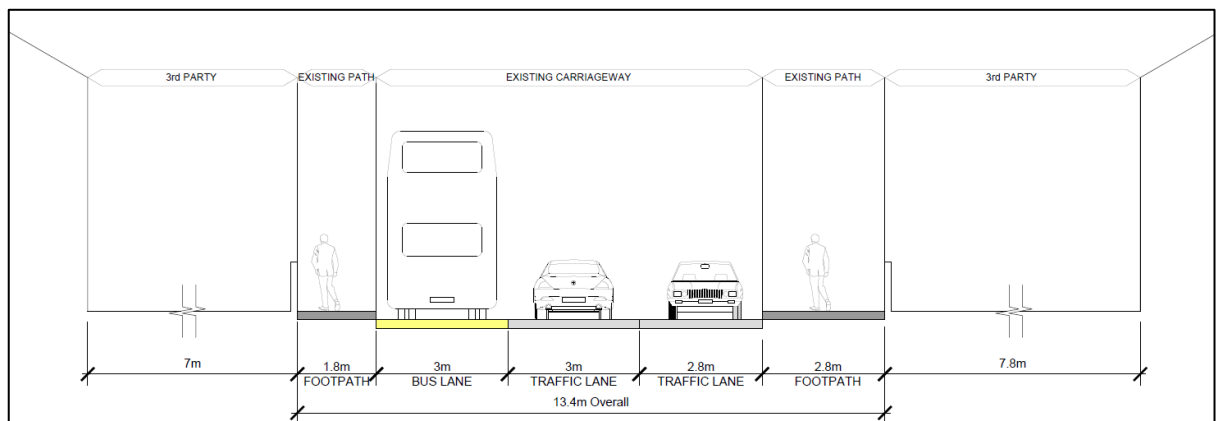 3rd PARTY
EXISTING PATH
EXISTING CARRIAGEWAY
EXISTING PATH
3rd PARTY
7m
1.8m
FOOTPATH
3m
BUS LANE
3m
TRAFFIC LANE
2.8m
TRAFFIC LANE
2.8m
FOOTPATH
7.8m
13.4m Overall